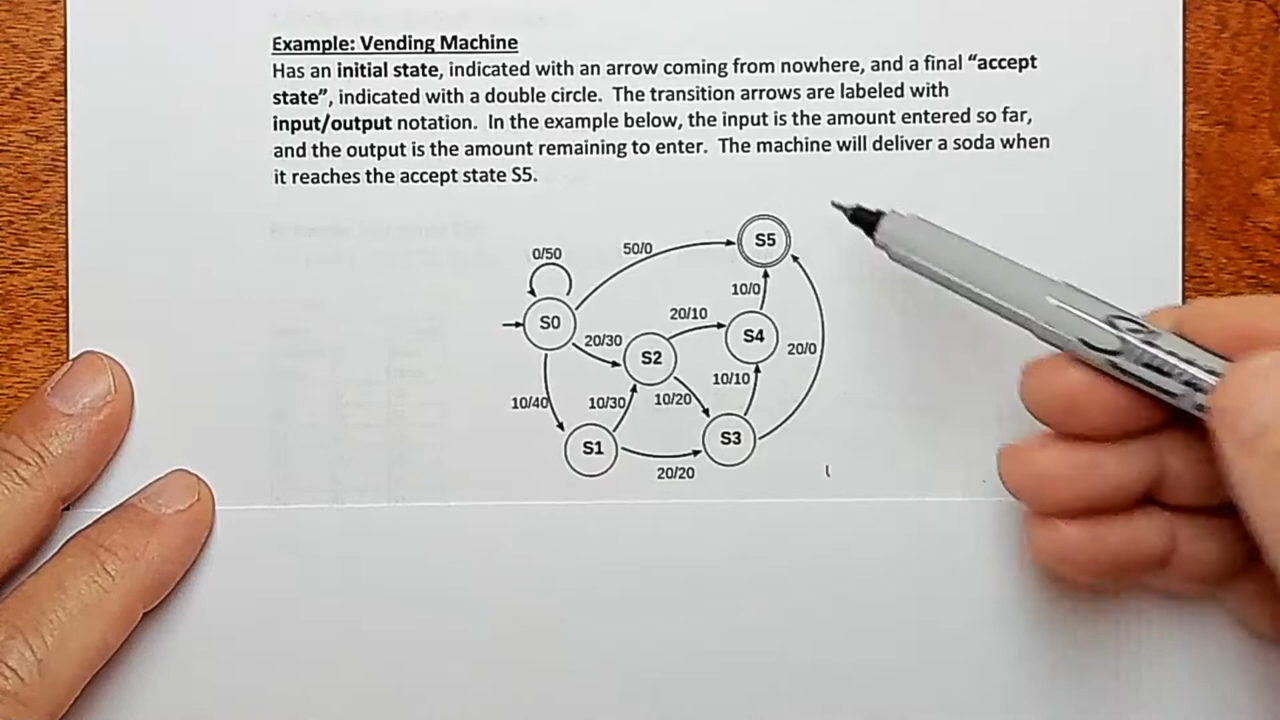 Example: Vending Machine
Has an initial state, indicated with an arrow coming from nowhere, and a final “accept
state”, indicated with a double circle. The transition arrows are labeled with
input/output notation. In the example below, the input is the amount entered so far,
and the output is the amount remaining to enter. The machine will deliver a soda when
it reaches the accept state S5.
S5
0/50
50/0
10/0
20/10
S0
S4
20/30
20/0
S2
10/10
10/40
10/30
10/20
S1
S3
20/20